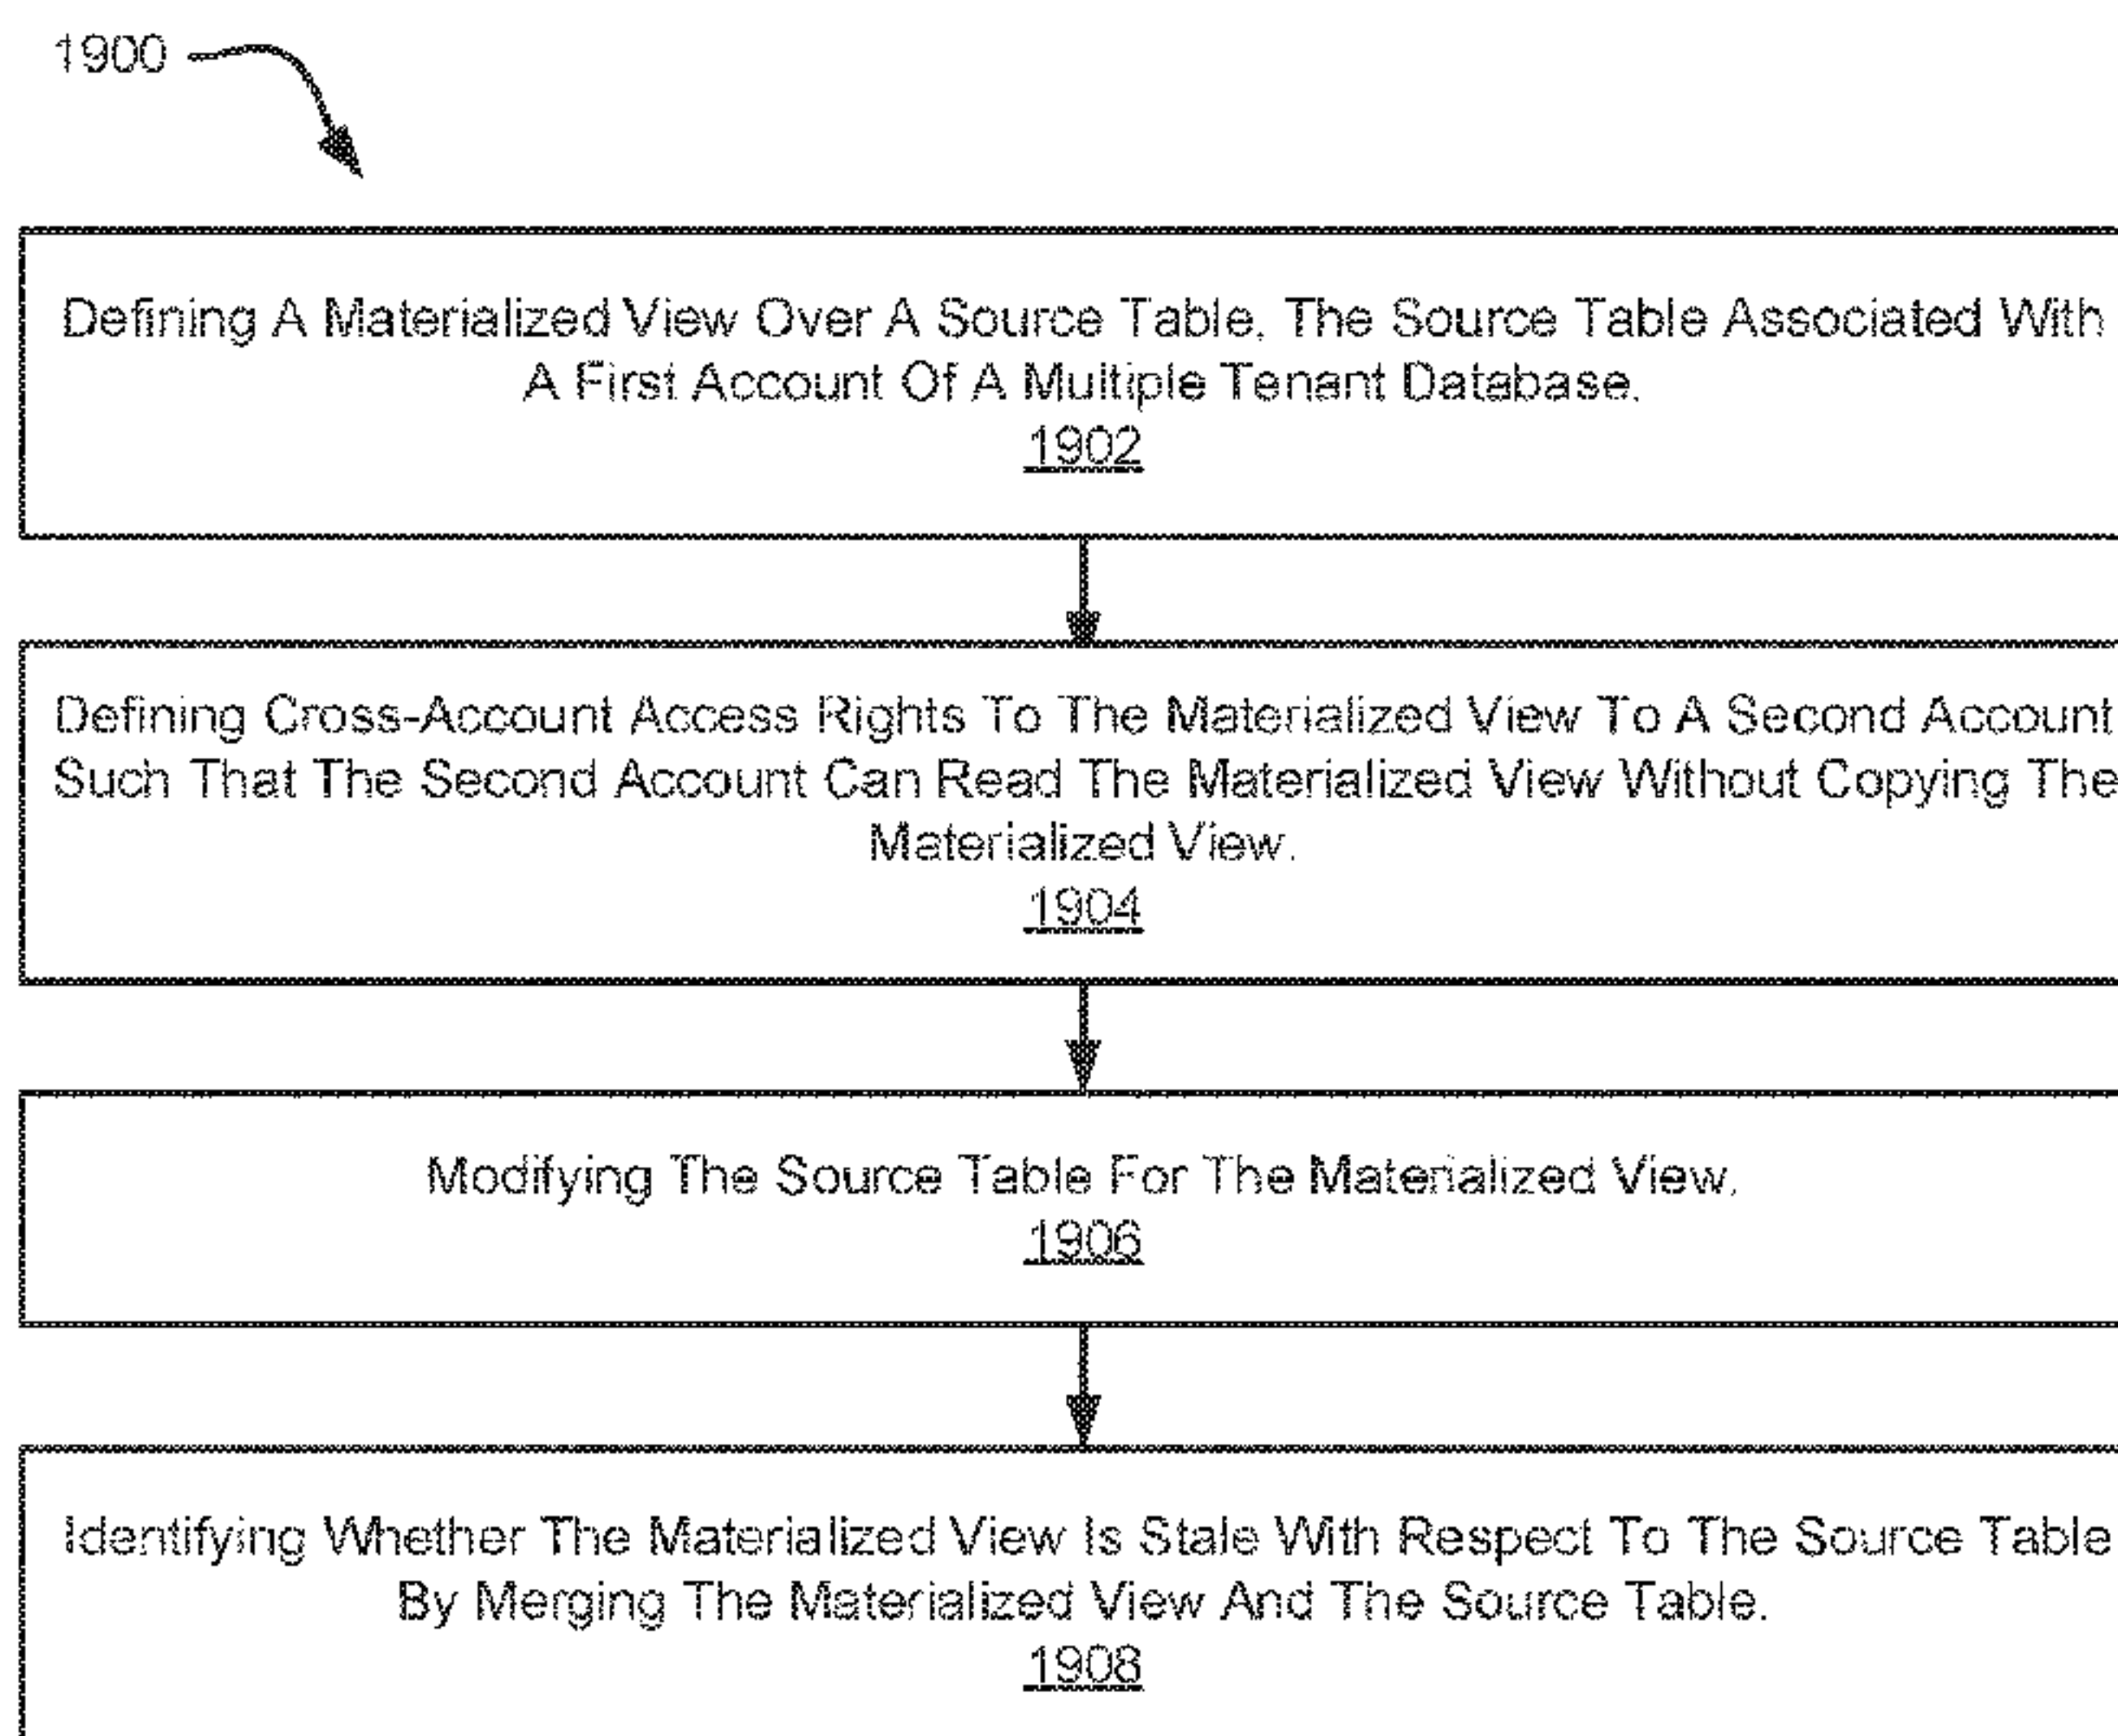 1900
Defining A Materialized View Over A Source Table, The Source Table Associated With
A First Account Of A Multiple Tenant Database.
1902
Defining Cross-Account Access Rights To The Materialized View To A Second Account
Such That The Second Account Can Read The Materialized View Without Copying The
Materialized View.
1904
Modifying The Source Table For The Materialized View.
1906
Identifying Whether The Materialized View Is Stale With Respect To The Source Table
By Merging The Materialized View And The Source Table.
1908